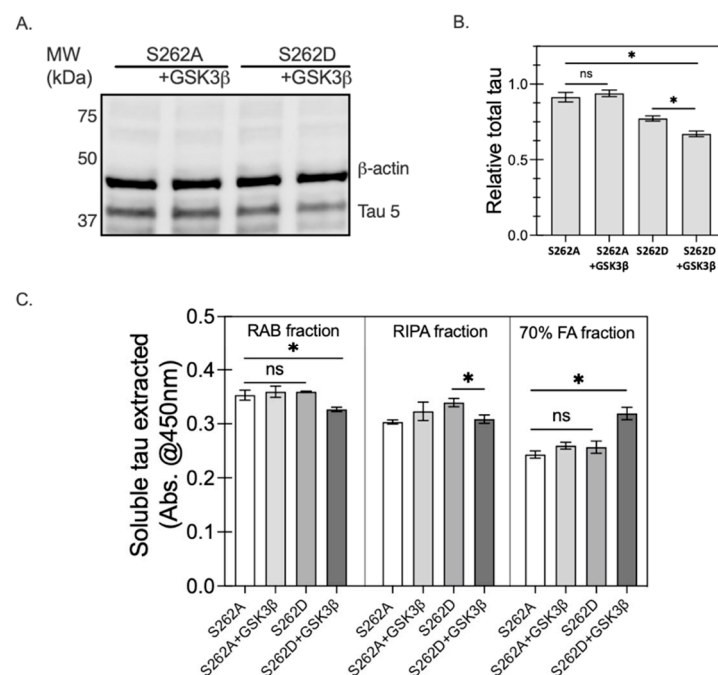 A.
MW
(kDa)
S262A
S262D
+GSK3β
+GSK3β
75
50
37
β-actin
Tau 5
B.
Relative total tau
1.0
0.5
0.0
ns
*
*
S262A
S262A
+GSK3β
S262D
S262D
+GSK3β
C.
Soluble tau extracted
(Abs. @450nm)
0.5
0.4
0.3
0.2
0.1
0.0
RAB fraction
*
ns
RIPA fraction
*
70% FA fraction
*
ns
S262A
S262A+GSK3β
S262D
S262D+GSK3β
S262A
S262A+GSK3β
S262D
S262D+GSK3β
S262A
S262A+GSK3β
S262D
S262D+GSK3β